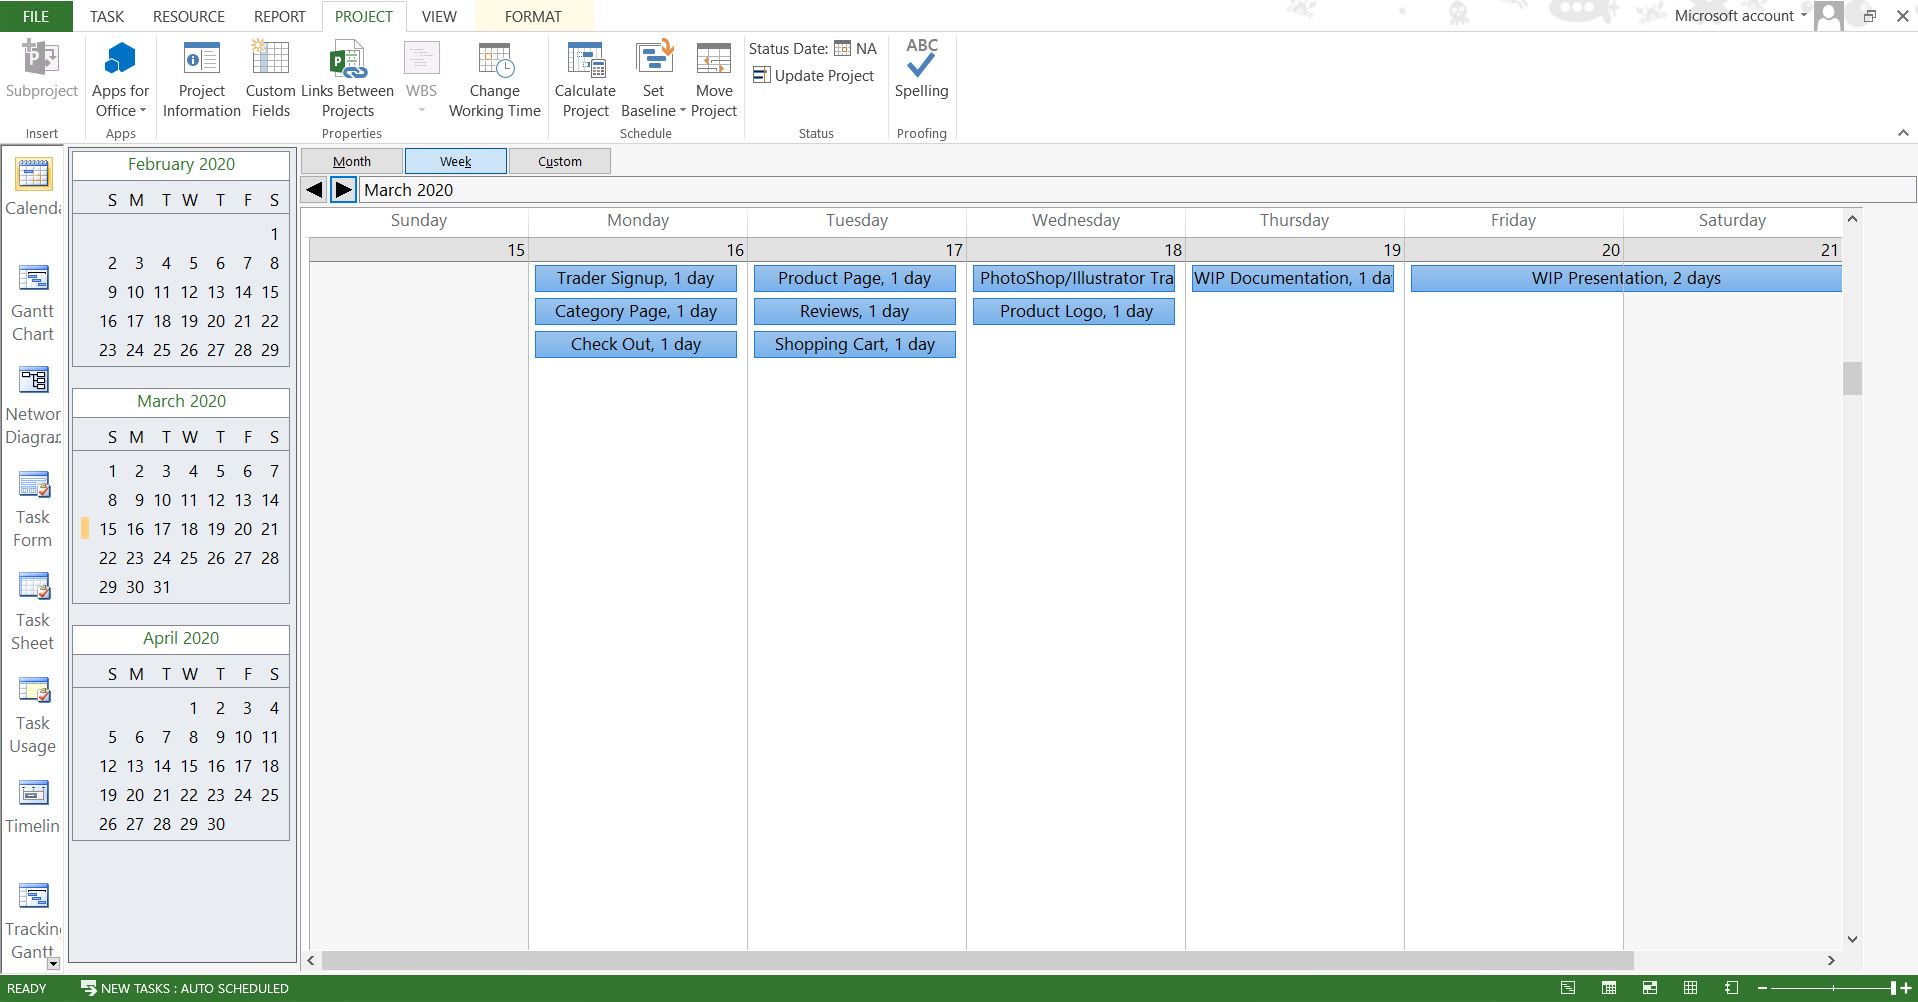 FILE TASK RESOURCE REPORT PROJECT VIEW FORMAT Microsoft account
Subproject
Apps for
Office
Project
Information
Custom
Fields
Links Between
Projects
WBS
Change
Working Time
Calculate
Project
Set
Baseline
Move
Project
Status Date: NA
Update Project
ABC
Spelling
Insert Apps Properties Schedule Status Proofing
Calenda
Gantt
Chart
Networ
Diagra
Task
Form
Task
Sheet
Task
Usage
Timelin
Trackin
Gantt
February 2020
S M T W T F S
1
2 3 4 5 6 7 8
9 10 11 12 13 14 15
16 17 18 19 20 21 22
23 24 25 26 27 28 29
March 2020
S M T W T F S
1 2 3 4 5 6 7
8 9 10 11 12 13 14
15 16 17 18 19 20 21
22 23 24 25 26 27 28
29 30 31
April 2020
S M T W T F S
1 2 3 4
5 6 7 8 9 10 11
12 13 14 15 16 17 18
19 20 21 22 23 24 25
26 27 28 29 30
Month Week Custom
March 2020
Sunday Monday Tuesday Wednesday Thursday Friday Saturday
15 16 17 18 19 20 21
Trader Signup, 1 day Product Page, 1 day PhotoShop/Illustrator Tra WIP Documentation, 1 da WIP Presentation, 2 days
Category Page, 1 day Reviews, 1 day Product Logo, 1 day
Check Out, 1 day Shopping Cart, 1 day
READY NEW TASKS : AUTO SCHEDULED